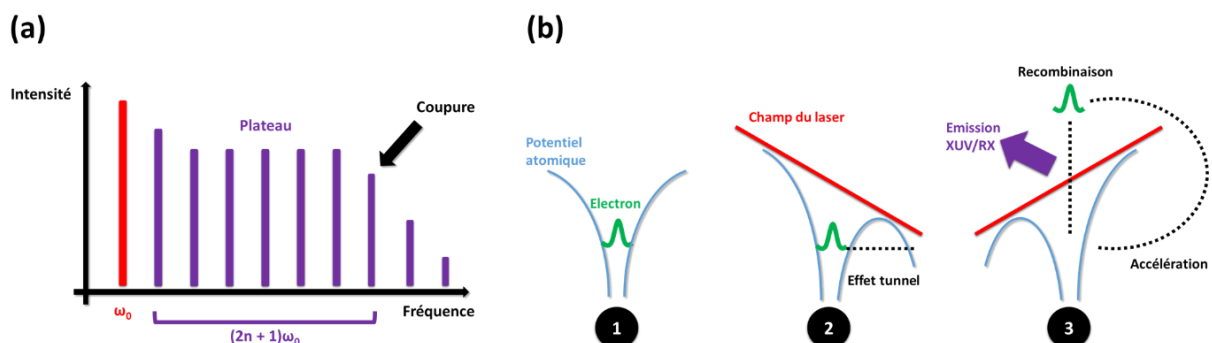 (a)
Intensité
Coupure
Plateau
ω₀
Fréquence
(2n + 1)ω₀
(b)
Potentiel
atomique
Electron
1
Champ du laser
Effet tunnel
2
Recombinaison
Emission
XUV/RX
Accélération
3